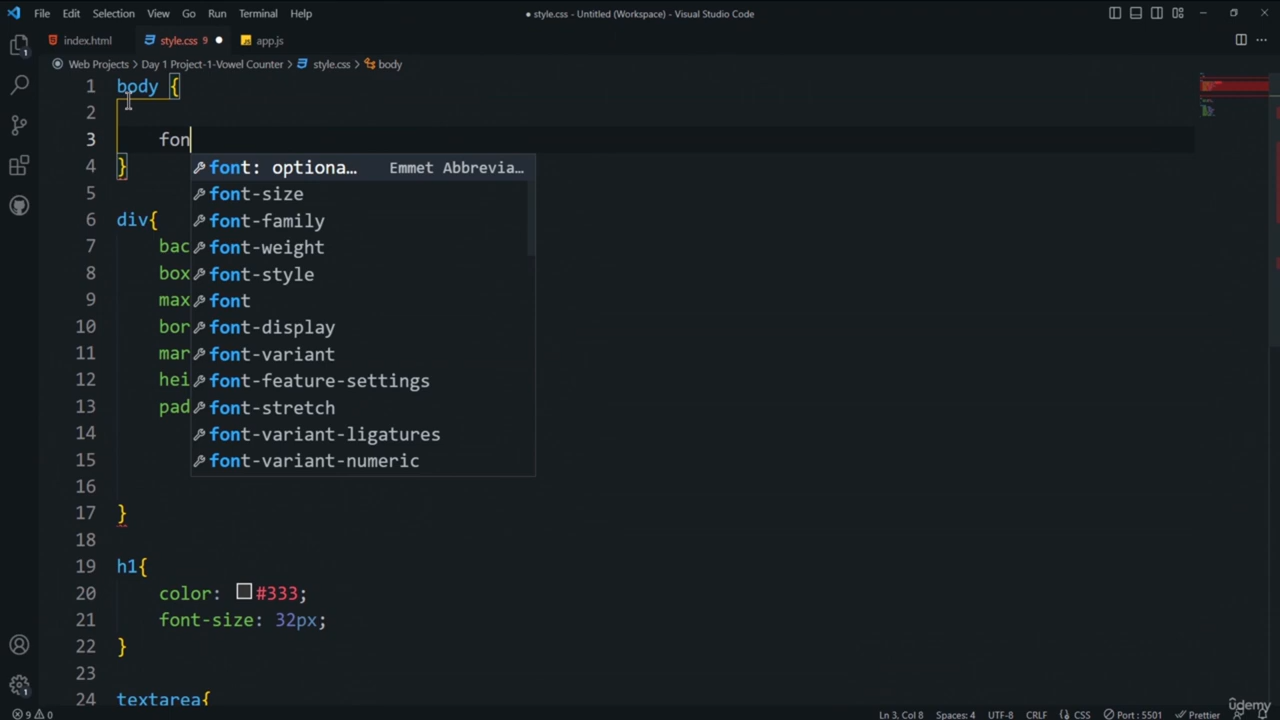 File Edit Selection View Go Run Terminal Help
● style.css - Untitled (Workspace) - Visual Studio Code
index.html style.css 9 ● app.js
Web Projects > Day 1 Project-1-Vowel Counter > style.css > body
1 body {
2
3 fon
4 }
5
6 div{
7 bac
8 box
9 max
10 bor
11 mar
12 hei
13 pad
14
15
16
17 }
18
19 h1{
20 color: #333;
21 font-size: 32px;
22 }
23
24 textarea{
font: optiona… Emmet Abbrevia…
font-size
font-family
font-weight
font-style
font
font-display
font-variant
font-feature-settings
font-stretch
font-variant-ligatures
font-variant-numeric
1
1
9 0 Ln 3, Col 8 Spaces: 4 UTF-8 CRLF { } CSS Port : 5501 Prettier
udemy